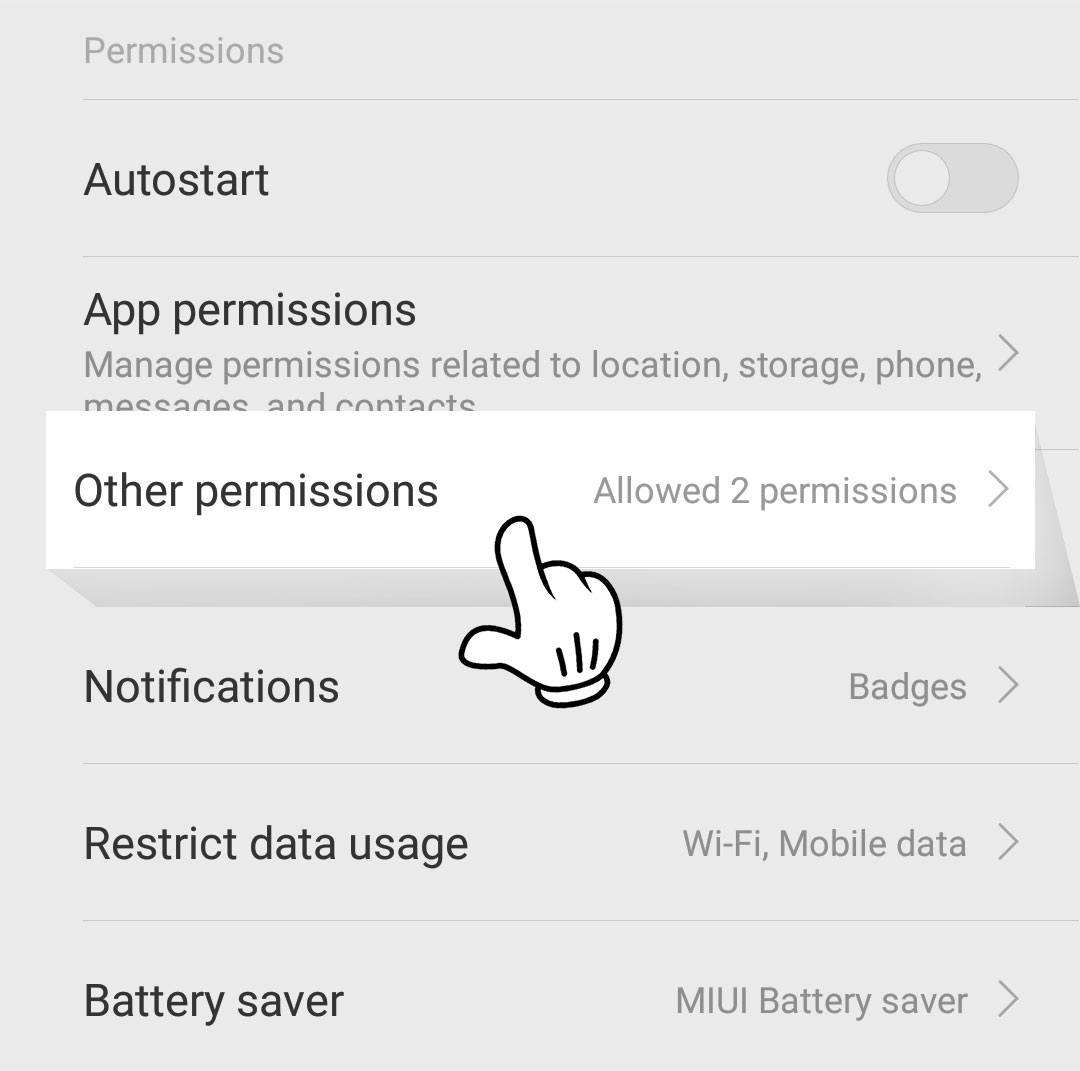 Permissions
Autostart
App permissions
Manage permissions related to location, storage, phone,
messages, and contacts
Other permissions Allowed 2 permissions
Notifications Badges
Restrict data usage Wi-Fi, Mobile data
Battery saver MIUI Battery saver